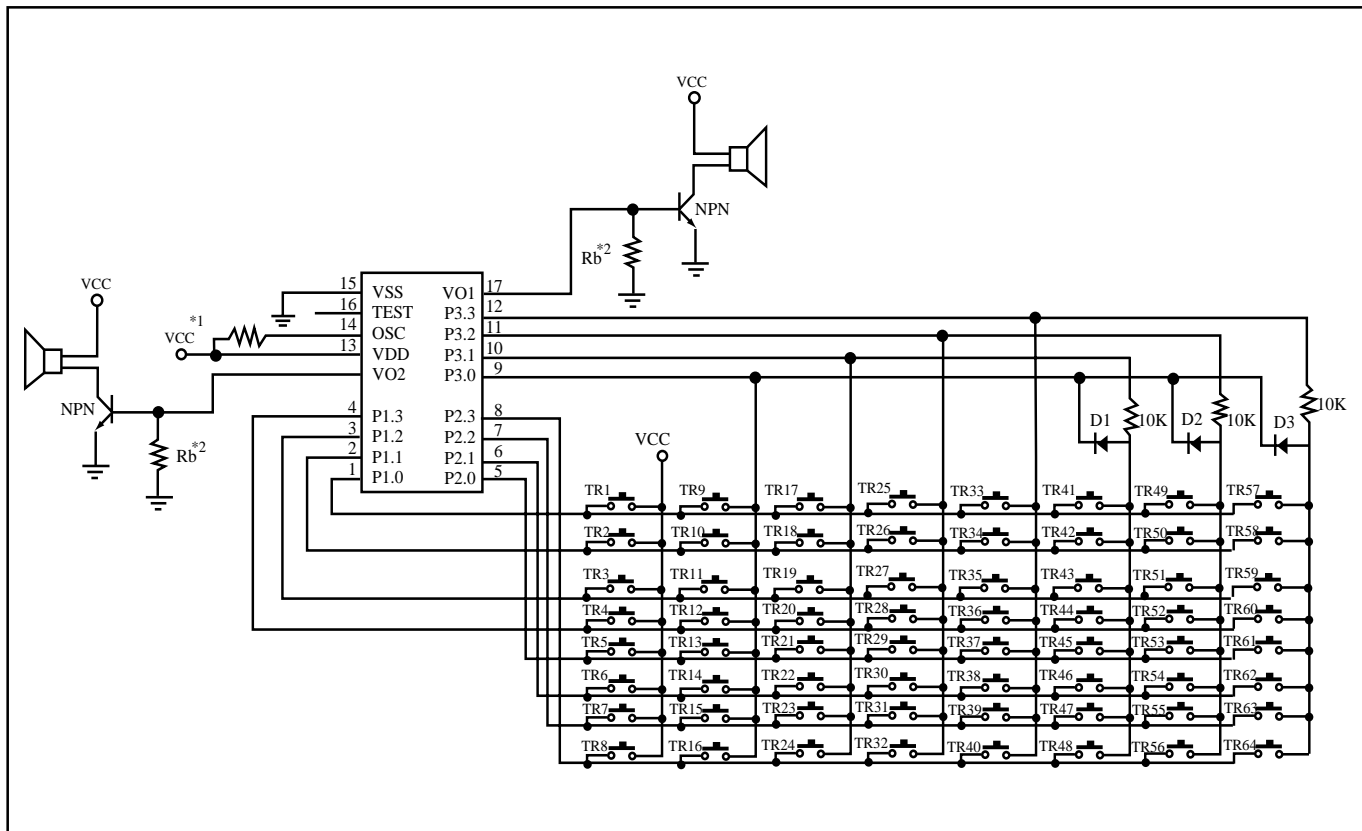 VCC
NPN
Rb*2
VCC
VCC *1
NPN
Rb*2
15 VSS VO1 17
16 TEST P3.3 12
14 OSC P3.2 11
13 VDD P3.1 10
VO2 P3.0 9
4 P1.3 P2.3 8
3 P1.2 P2.2 7
2 P1.1 P2.1 6
1 P1.0 P2.0 5
D1 10K D2 10K D3 10K
VCC
TR1 TR9 TR17 TR25 TR33 TR41 TR49 TR57
TR2 TR10 TR18 TR26 TR34 TR42 TR50 TR58
TR3 TR11 TR19 TR27 TR35 TR43 TR51 TR59
TR4 TR12 TR20 TR28 TR36 TR44 TR52 TR60
TR5 TR13 TR21 TR29 TR37 TR45 TR53 TR61
TR6 TR14 TR22 TR30 TR38 TR46 TR54 TR62
TR7 TR15 TR23 TR31 TR39 TR47 TR55 TR63
TR8 TR16 TR24 TR32 TR40 TR48 TR56 TR64